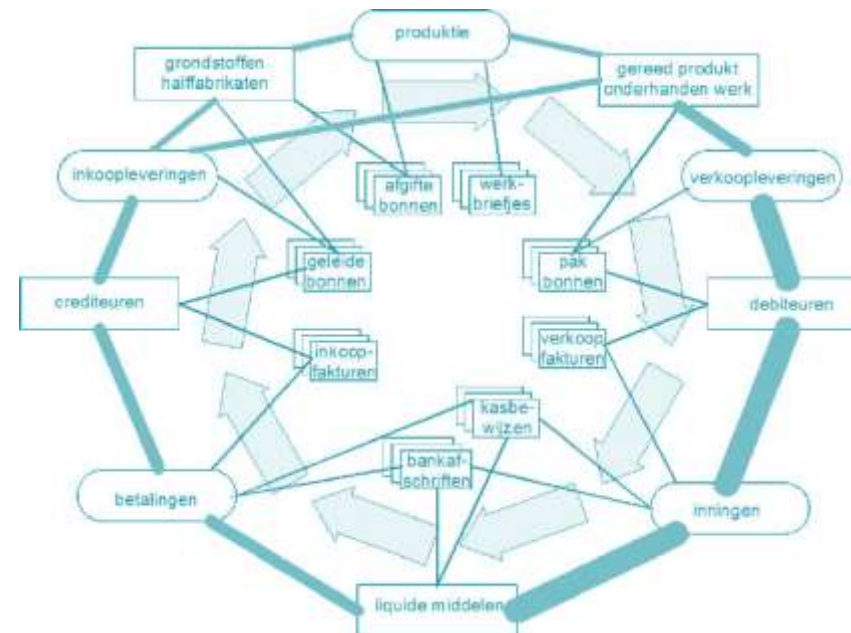 produktie
grondstoffen
halffabrikaten
gereed produkt
onderhanden werk
inkoopleveringen
afgifte
bonnen
werk-
briefjes
verkoopleveringen
geleide
bonnen
pak
bonnen
crediteuren
debiteuren
inkoop-
fakturen
verkoop
fakturen
kasbe-
wijzen
bankaf-
schriften
betalingen
inningen
liquide middelen